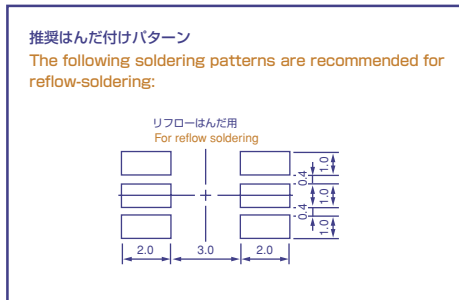 推奨はんだ付けパターン
The following soldering patterns are recommended for
reflow-soldering:
リフローはんだ用
For reflow soldering
1.0
0.4
1.0
0.4
1.0
2.0 3.0 2.0